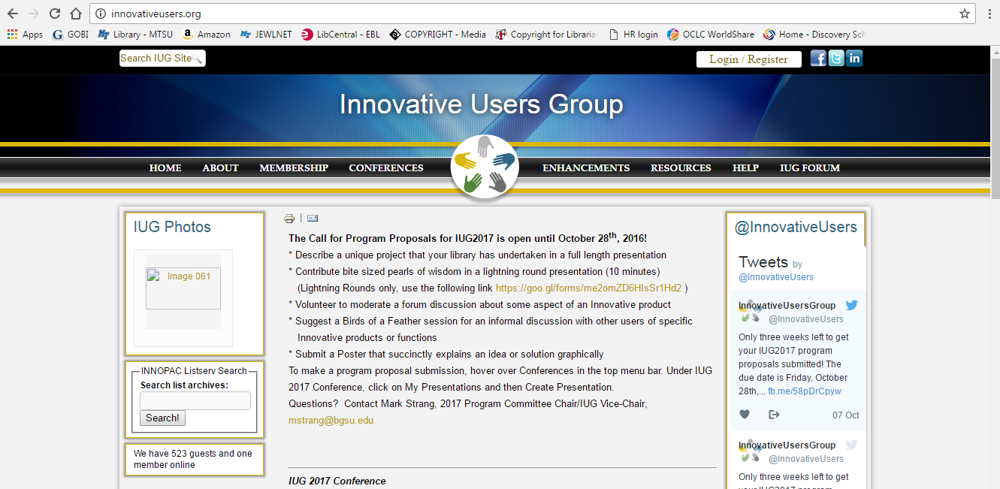 innovativeusers.org
Apps GOBI Library - MTSU Amazon JEWLNET LibCentral - EBL COPYRIGHT - Media Copyright for Librarian HR login OCLC WorldShare Home - Discovery Sc
Search IUG Site
Login / Register
Innovative Users Group
HOME ABOUT MEMBERSHIP CONFERENCES ENHANCEMENTS RESOURCES HELP IUG FORUM
IUG Photos
Image 061
INNOPAC Listserv Search
Search list archives:
Search!
We have 523 guests and one
member online
The Call for Program Proposals for IUG2017 is open until October 28th, 2016!
* Describe a unique project that your library has undertaken in a full length presentation
* Contribute bite sized pearls of wisdom in a lightning round presentation (10 minutes)
(Lightning Rounds only, use the following link https://goo.gl/forms/me2omZD6HIsSr1Hd2 )
* Volunteer to moderate a forum discussion about some aspect of an Innovative product
* Suggest a Birds of a Feather session for an informal discussion with other users of specific
Innovative products or functions
* Submit a Poster that succinctly explains an idea or solution graphically
To make a program proposal submission, hover over Conferences in the top menu bar. Under IUG
2017 Conference, click on My Presentations and then Create Presentation.
Questions?  Contact Mark Strang, 2017 Program Committee Chair/IUG Vice-Chair,
mstrang@bgsu.edu
IUG 2017 Conference
@InnovativeUsers
Tweets by
@InnovativeUsers
InnovativeUsersGroup
@InnovativeUsers
Only three weeks left to get
your IUG2017 program
proposals submitted! The
due date is Friday, October
28th,... fb.me/58pDrCpyw
07 Oct
InnovativeUsersGroup
@InnovativeUsers
Only three weeks left to get
your IUG2017 program